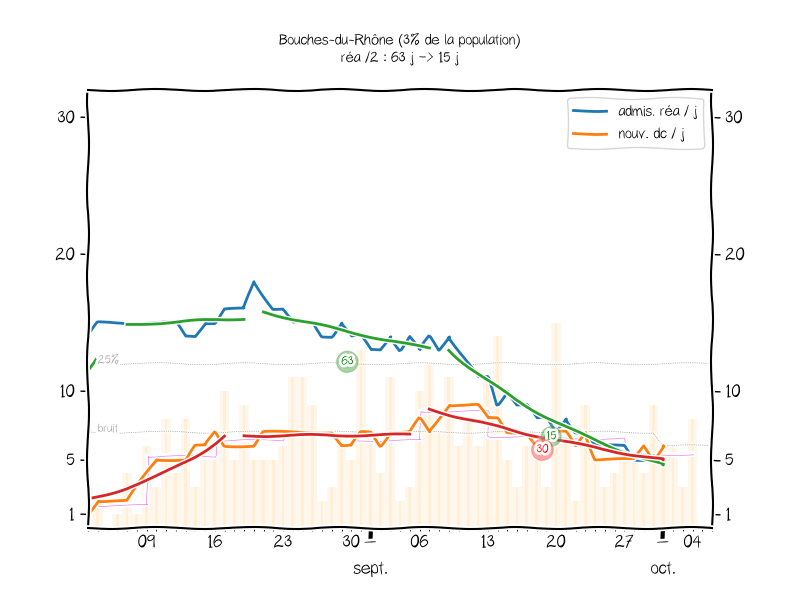 Bouches-du-Rhône (3% de la population)
réa /2 : 63 j -> 15 j
admis. réa / j
nouv. dc / j
30
30
20
20
25%
63
10
10
bruit
15
30
5
5
1
1
09 16 23 30 06 13 20 27 04
sept. oct.